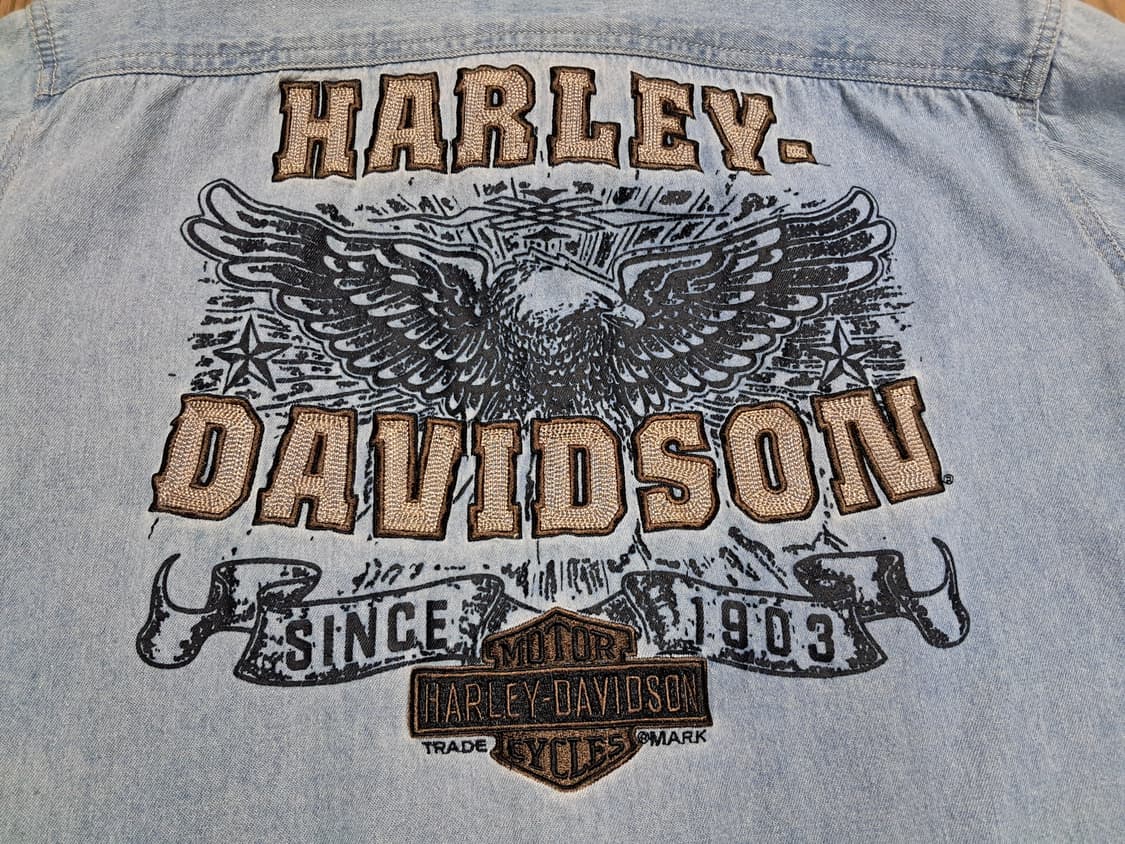 HARLEY-
DAVIDSON®
SINCE 1903
MOTOR
HARLEY-DAVIDSON
TRADE CYCLES ®MARK